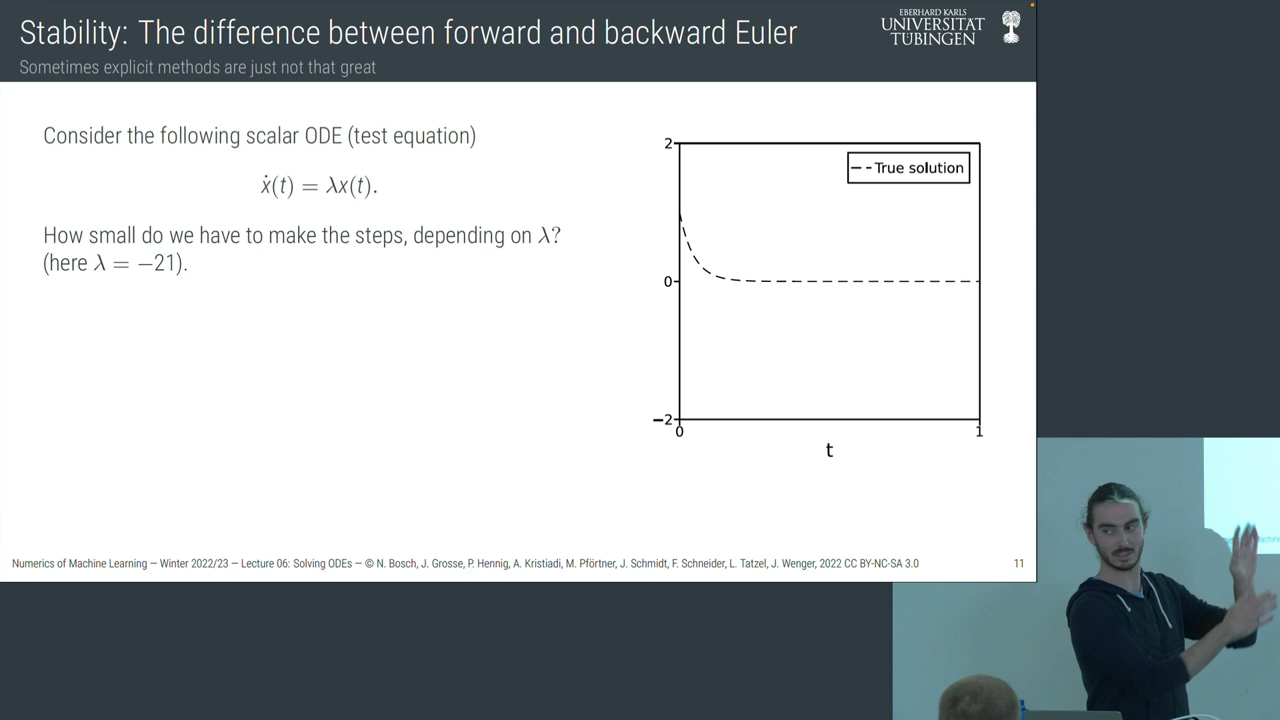 Stability: The difference between forward and backward Euler
Sometimes explicit methods are just not that great
EBERHARD KARLS
UNIVERSITÄT
TÜBINGEN
Consider the following scalar ODE (test equation)
ẋ(t) = λx(t).
How small do we have to make the steps, depending on λ?
(here λ = −21).
2
True solution
0
−2
0
1
t
Numerics of Machine Learning — Winter 2022/23 — Lecture 06: Solving ODEs — © N. Bosch, J. Grosse, P. Hennig, A. Kristiadi, M. Pförtner, J. Schmidt, F. Schneider, L. Tatzel, J. Wenger, 2022 CC BY-NC-SA 3.0
11